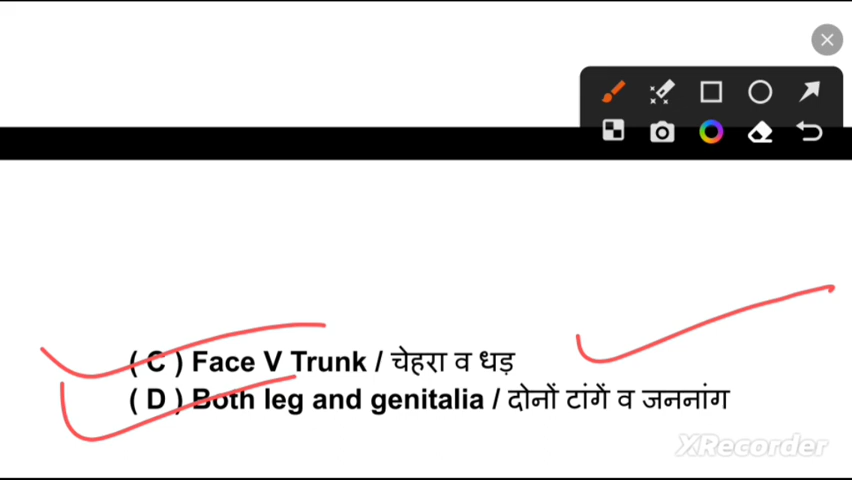 ( C ) Face V Trunk / चेहरा व धड़
( D ) Both leg and genitalia / दोनों टांगें व जननांग
XRecorder